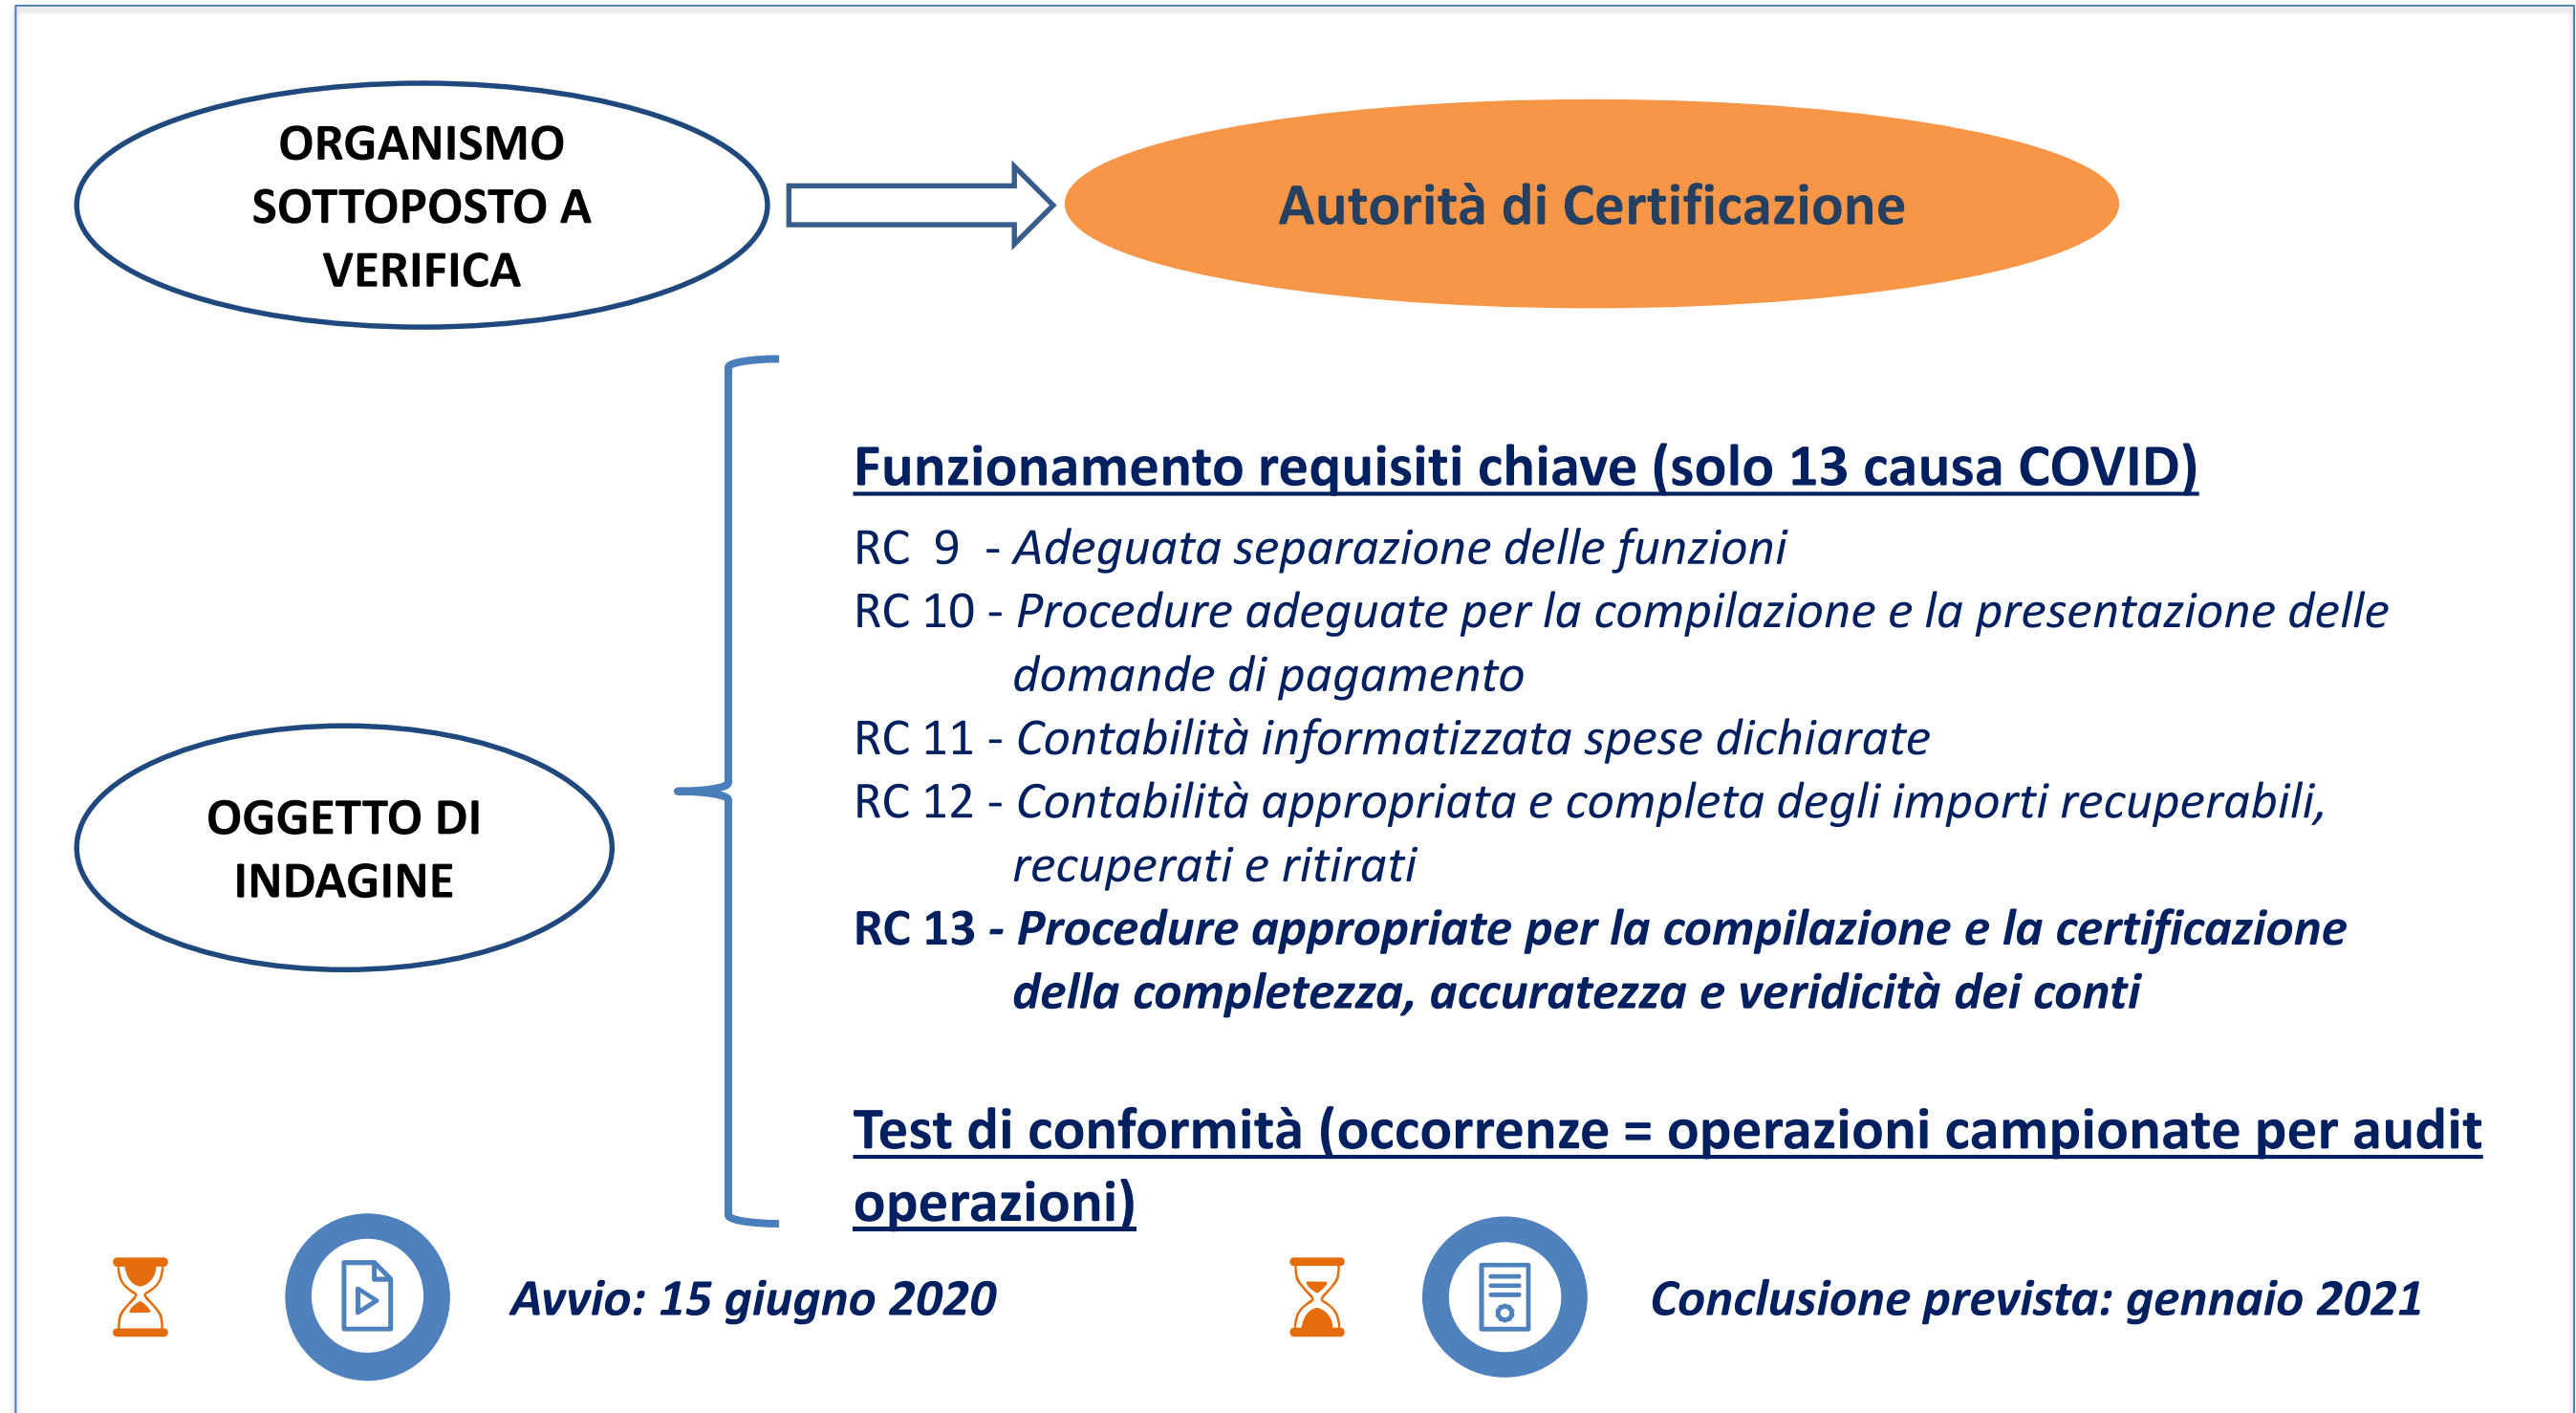 ORGANISMO
SOTTOPOSTO A
VERIFICA
Autorità di Certificazione
Funzionamento requisiti chiave (solo 13 causa COVID)
RC 9 - Adeguata separazione delle funzioni
RC 10 - Procedure adeguate per la compilazione e la presentazione delle
domande di pagamento
RC 11 - Contabilità informatizzata spese dichiarate
RC 12 - Contabilità appropriata e completa degli importi recuperabili,
recuperati e ritirati
RC 13 - Procedure appropriate per la compilazione e la certificazione
della completezza, accuratezza e veridicità dei conti
OGGETTO DI
INDAGINE
Test di conformità (occorrenze = operazioni campionate per audit
operazioni)
Avvio: 15 giugno 2020
Conclusione prevista: gennaio 2021